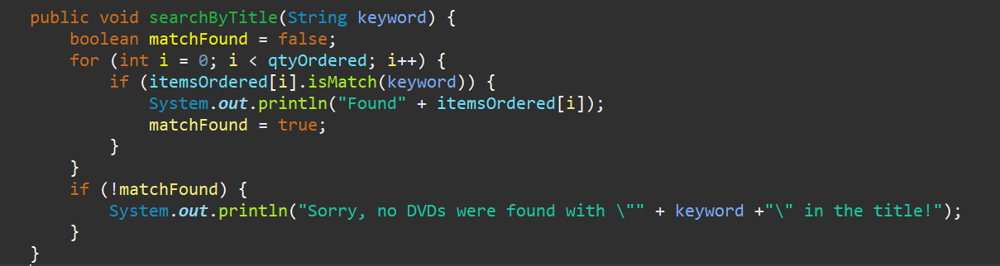 public void searchByTitle(String keyword) {
    boolean matchFound = false;
    for (int i = 0; i < qtyOrdered; i++) {
        if (itemsOrdered[i].isMatch(keyword)) {
            System.out.println("Found" + itemsOrdered[i]);
            matchFound = true;
        }
    }
    if (!matchFound) {
        System.out.println("Sorry, no DVDs were found with \"" + keyword +"\" in the title!");
    }
}